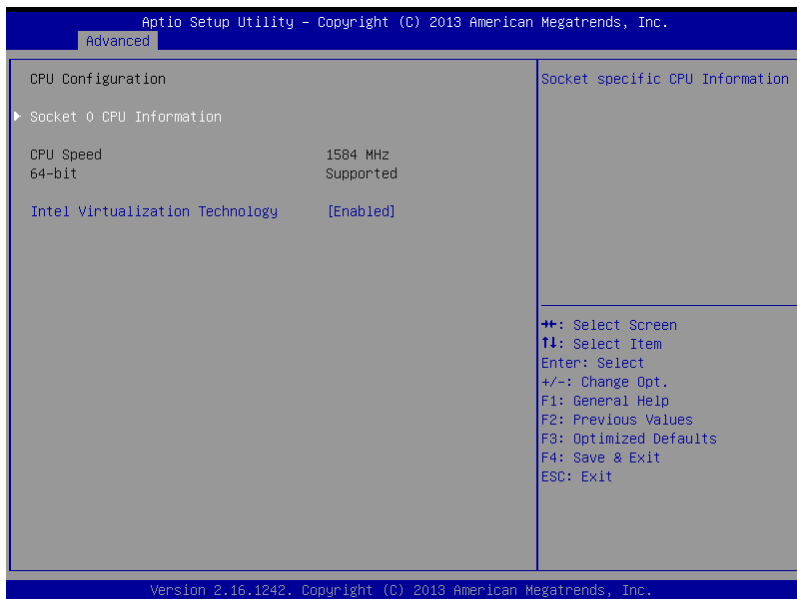 Aptio Setup Utility – Copyright (C) 2013 American Megatrends, Inc.
Advanced
CPU Configuration
Socket 0 CPU Information
CPU Speed 1584 MHz
64-bit Supported
Intel Virtualization Technology [Enabled]
Socket specific CPU Information
→←: Select Screen
↑↓: Select Item
Enter: Select
+/-: Change Opt.
F1: General Help
F2: Previous Values
F3: Optimized Defaults
F4: Save & Exit
ESC: Exit
Version 2.16.1242. Copyright (C) 2013 American Megatrends, Inc.